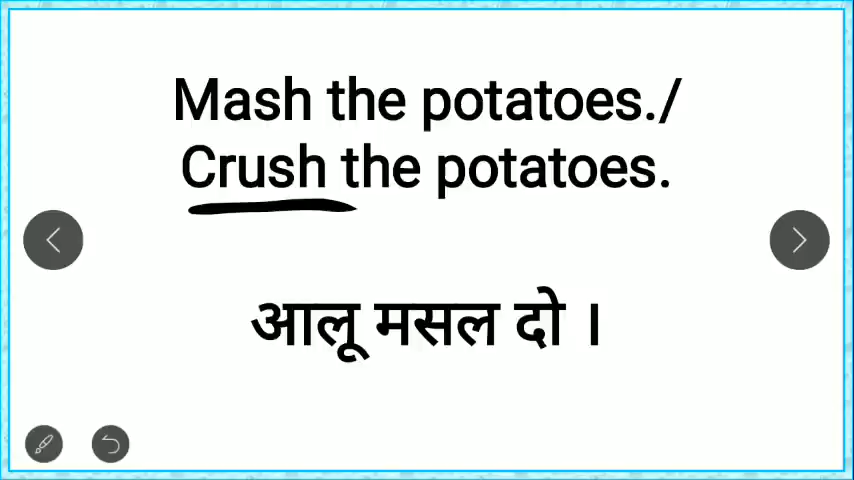 Mash the potatoes./
Crush the potatoes.
आलू मसल दो ।